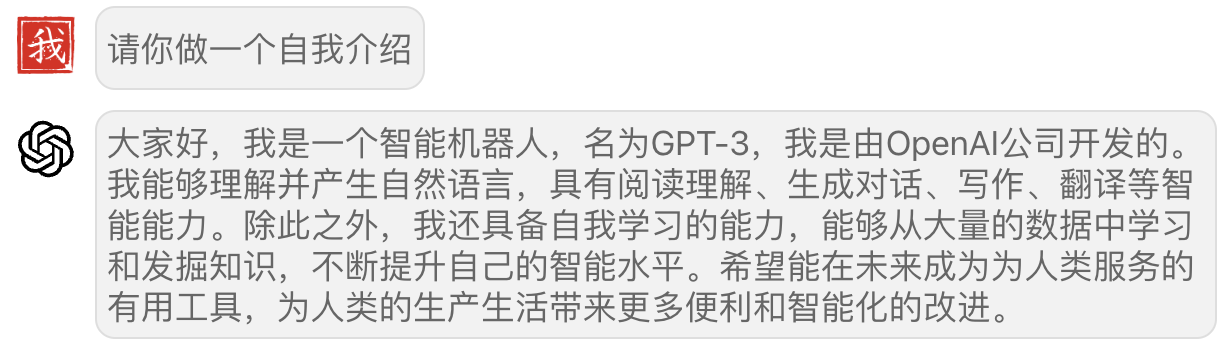 我
请你做一个自我介绍
大家好，我是一个智能机器人，名为GPT-3，我是由OpenAI公司开发的。
我能够理解并产生自然语言，具有阅读理解、生成对话、写作、翻译等智
能能力。除此之外，我还具备自我学习的能力，能够从大量的数据中学习
和发掘知识，不断提升自己的智能水平。希望能在未来成为为人类服务的
有用工具，为人类的生产生活带来更多便利和智能化的改进。